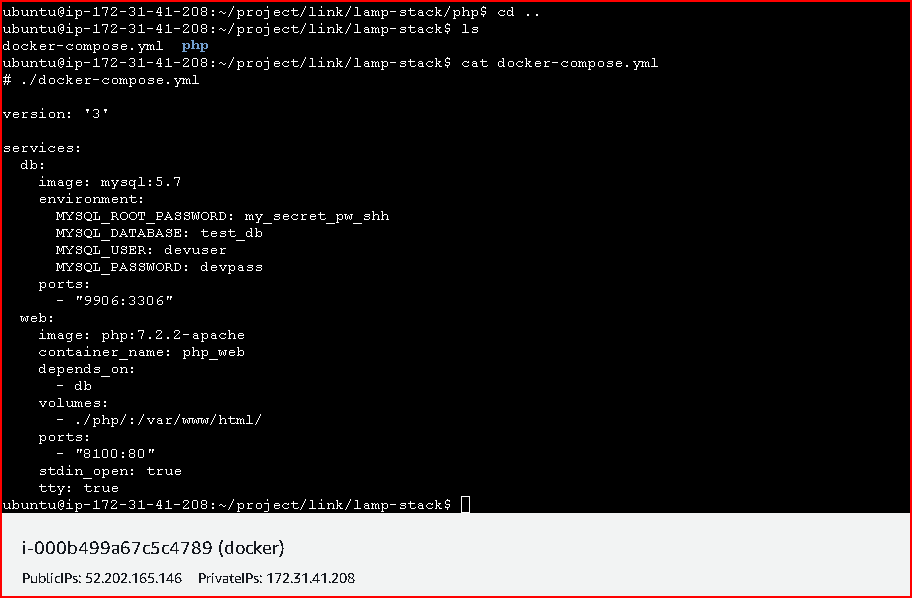 ubuntu@ip-172-31-41-208:~/project/link/lamp-stack/php$ cd ..
ubuntu@ip-172-31-41-208:~/project/link/lamp-stack$ ls
docker-compose.yml  php
ubuntu@ip-172-31-41-208:~/project/link/lamp-stack$ cat docker-compose.yml
# ./docker-compose.yml

version: '3'

services:
  db:
    image: mysql:5.7
    environment:
      MYSQL_ROOT_PASSWORD: my_secret_pw_shh
      MYSQL_DATABASE: test_db
      MYSQL_USER: devuser
      MYSQL_PASSWORD: devpass
    ports:
      - "9906:3306"
  web:
    image: php:7.2.2-apache
    container_name: php_web
    depends_on:
      - db
    volumes:
      - ./php/:/var/www/html/
    ports:
      - "8100:80"
    stdin_open: true
    tty: true
ubuntu@ip-172-31-41-208:~/project/link/lamp-stack$
i-000b499a67c5c4789 (docker)
PublicIPs: 52.202.165.146  PrivateIPs: 172.31.41.208